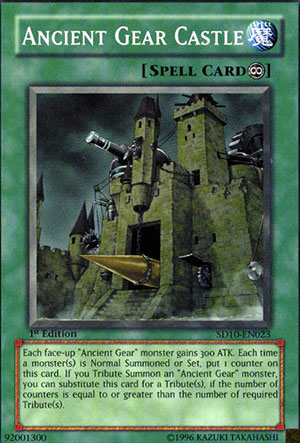 ANCIENT GEAR CASTLE 魔
[SPELL CARD∞]
1st Edition
SD10-EN023
Each face-up "Ancient Gear" monster gains 300 ATK. Each time
a monster(s) is Normal Summoned or Set, put 1 counter on
this card. If you Tribute Summon an "Ancient Gear" monster,
you can substitute this card for a Tribute(s), if the number of
counters is equal to or greater than the number of required
Tribute(s).
92001300
©1996 KAZUKI TAKAHASHI